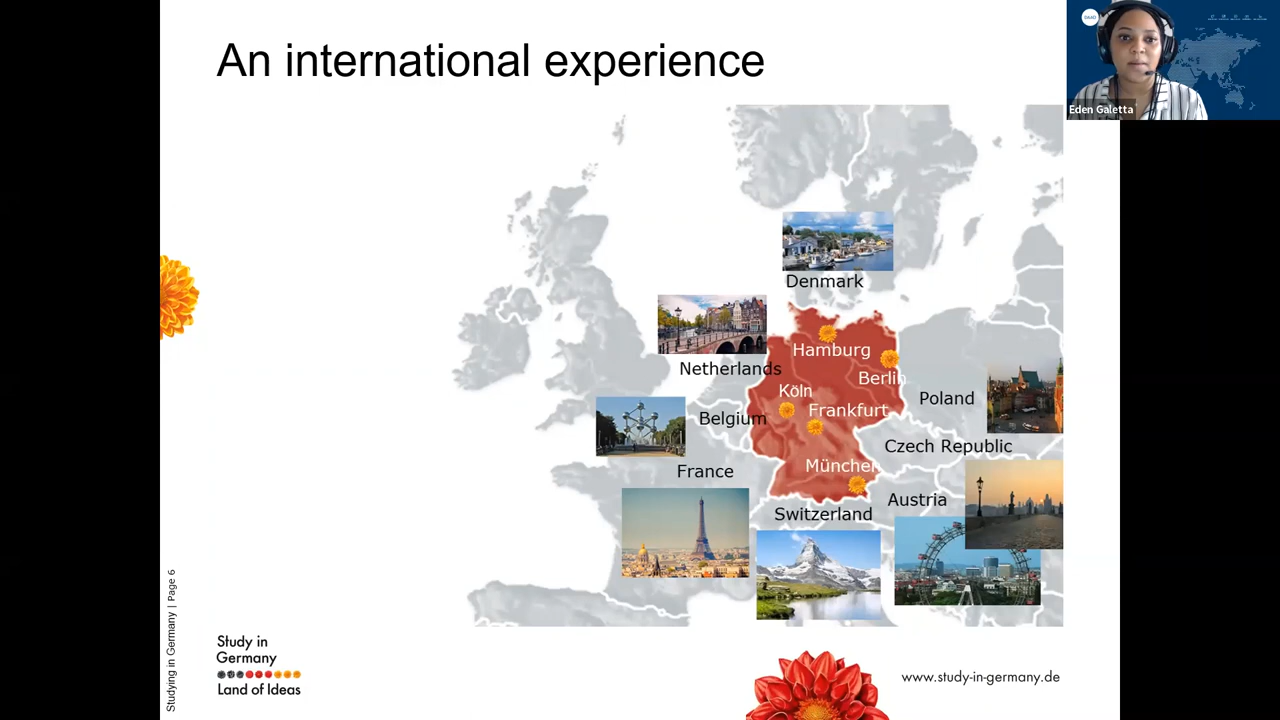 An international experience
DAAD
Eden Galetta
Denmark
Hamburg
Netherlands
Berlin
Köln
Poland
Frankfurt
Belgium
Czech Republic
München
France
Austria
Switzerland
Studying in Germany | Page 6
Study in
Germany
Land of Ideas
www.study-in-germany.de